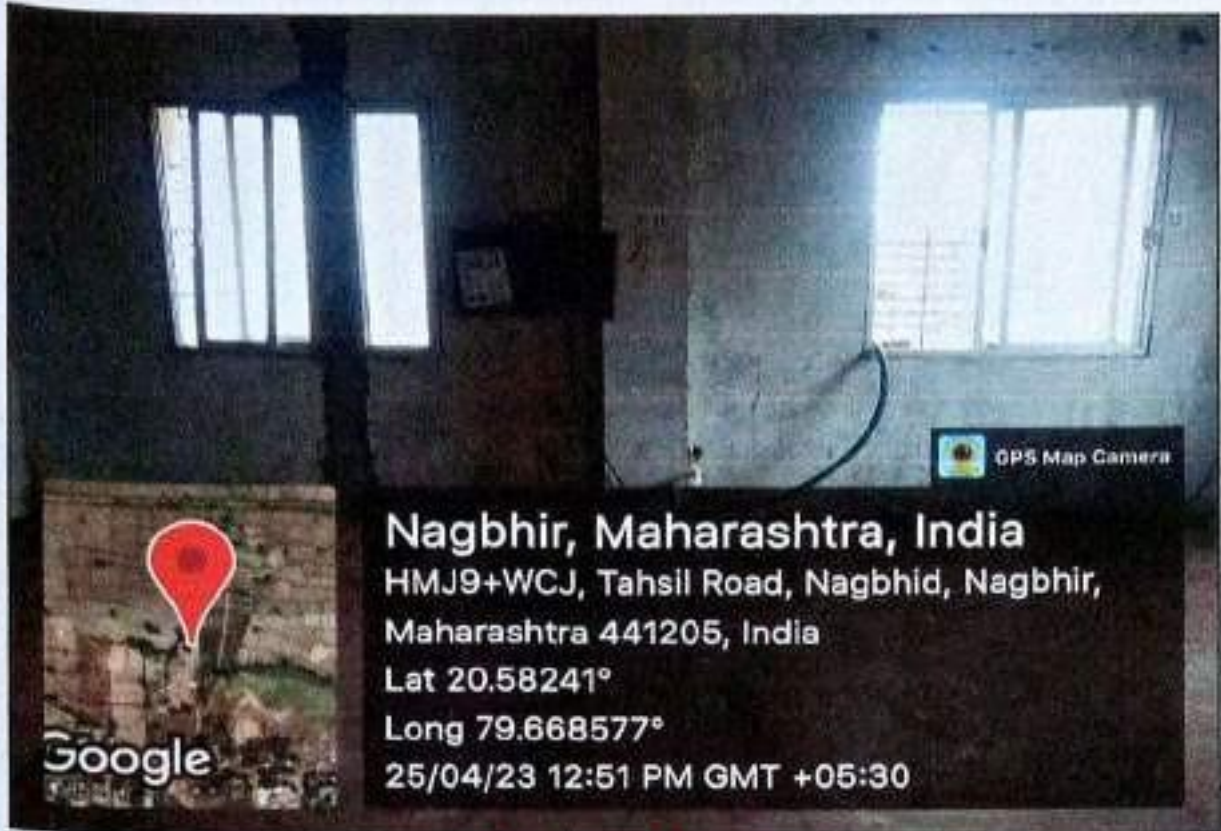 GPS Map Camera
Nagbhir, Maharashtra, India
HMJ9+WCJ, Tahsil Road, Nagbhid, Nagbhir,
Maharashtra 441205, India
Lat 20.58241°
Long 79.668577°
25/04/23 12:51 PM GMT +05:30
Google